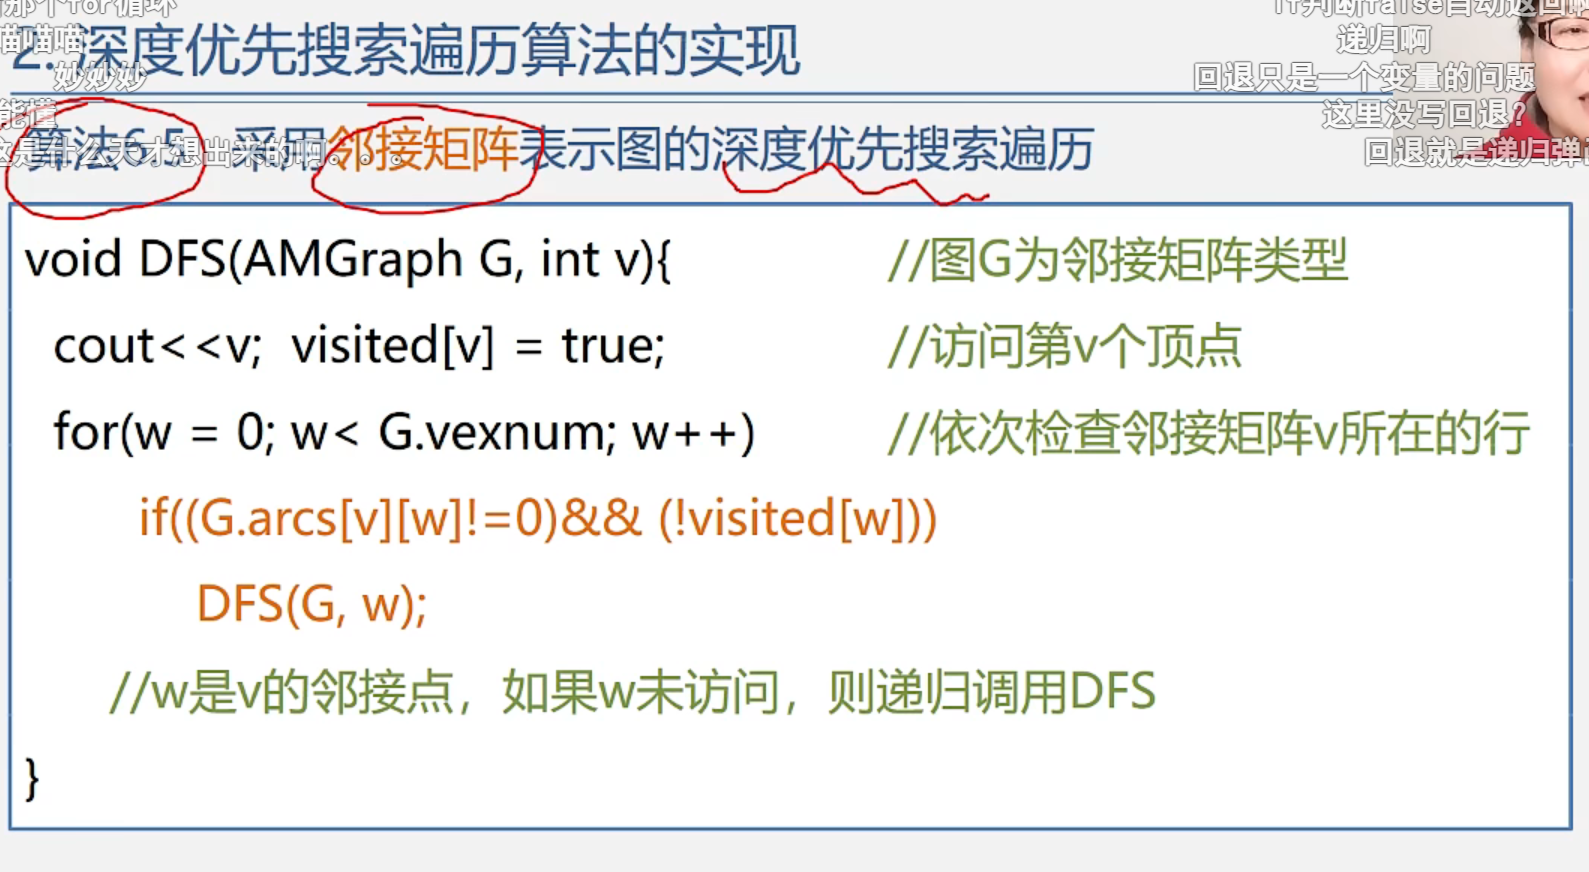 那个for循环
if判断false自动返回啊
喵喵喵
2. 深度优先搜索遍历算法的实现
递归啊
妙妙妙
回退只是一个变量的问题
能懂
这里没写回退？
算法6.5 采用邻接矩阵表示图的深度优先搜索遍历
这是什么天才想出来的啊。。。
回退就是递归弹
void DFS(AMGraph G, int v){ //图G为邻接矩阵类型
cout<<v; visited[v] = true; //访问第v个顶点
for(w = 0; w< G.vexnum; w++) //依次检查邻接矩阵v所在的行
if((G.arcs[v][w]!=0)&& (!visited[w]))
DFS(G, w);
//w是v的邻接点，如果w未访问，则递归调用DFS
}